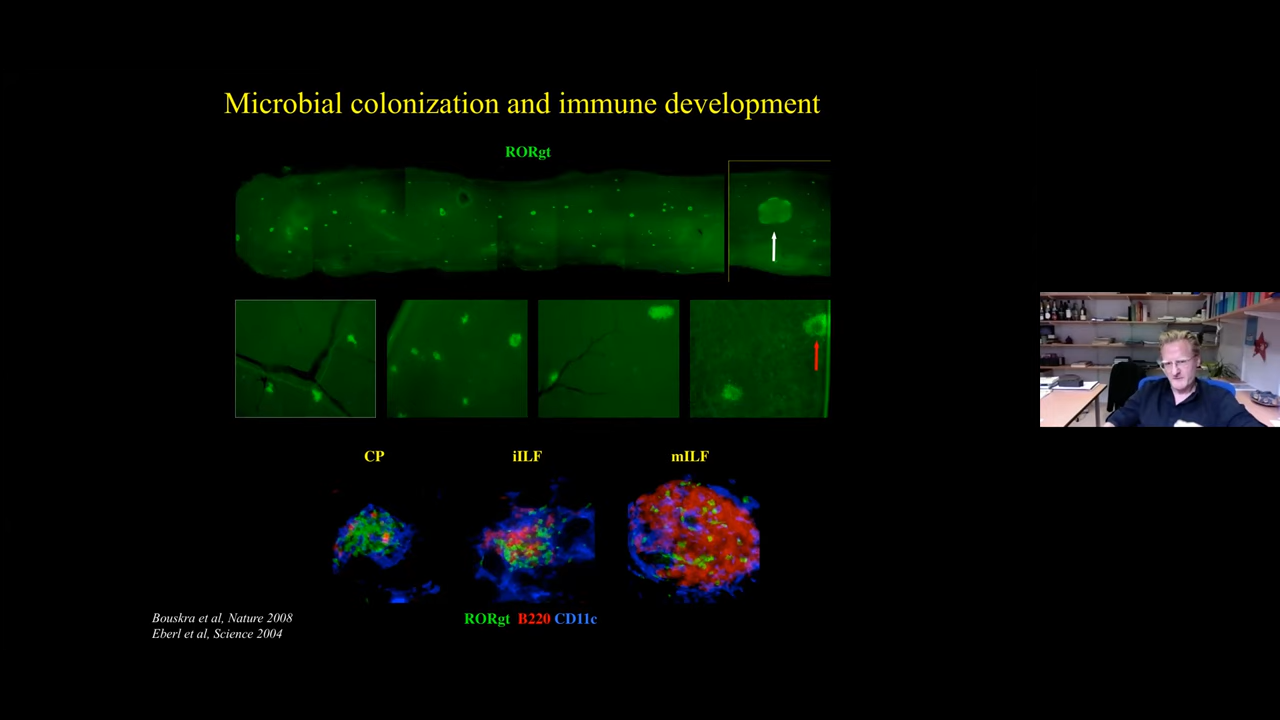 Microbial colonization and immune development
RORgt
CP iILF mILF
RORgt B220 CD11c
Bouskra et al, Nature 2008
Eberl et al, Science 2004